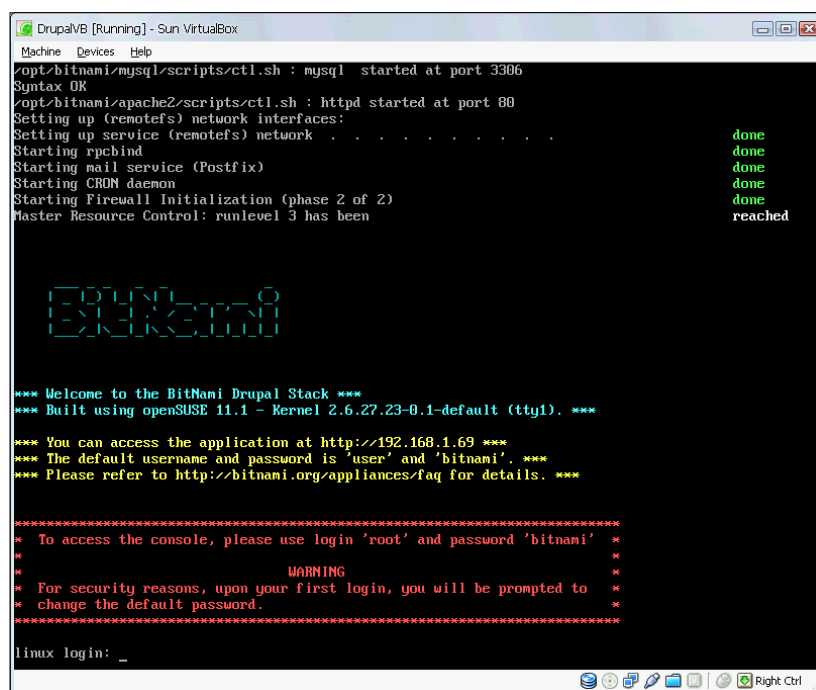 DrupalVB [Running] - Sun VirtualBox
Machine Devices Help
/opt/bitnami/mysql/scripts/ctl.sh : mysql  started at port 3306
Syntax OK
/opt/bitnami/apache2/scripts/ctl.sh : httpd started at port 80
Setting up (remotefs) network interfaces:
Setting up service (remotefs) network  .  .  .  .  .  .  .  .  .  . done
Starting rpcbind done
Starting mail service (Postfix) done
Starting CRON daemon done
Starting Firewall Initialization (phase 2 of 2) done
Master Resource Control: runlevel 3 has been reached
BitNami
*** Welcome to the BitNami Drupal Stack ***
*** Built using openSUSE 11.1 - Kernel 2.6.27.23-0.1-default (tty1). ***
*** You can access the application at http://192.168.1.69 ***
*** The default username and password is 'user' and 'bitnami'. ***
*** Please refer to http://bitnami.org/appliances/faq for details. ***
***************************************************************************
*  To access the console, please use login 'root' and password 'bitnami'  *
*                                                                         *
*                                 WARNING                                 *
*  For security reasons, upon your first login, you will be prompted to   *
*  change the default password.                                           *
***************************************************************************
linux login: _
Right Ctrl